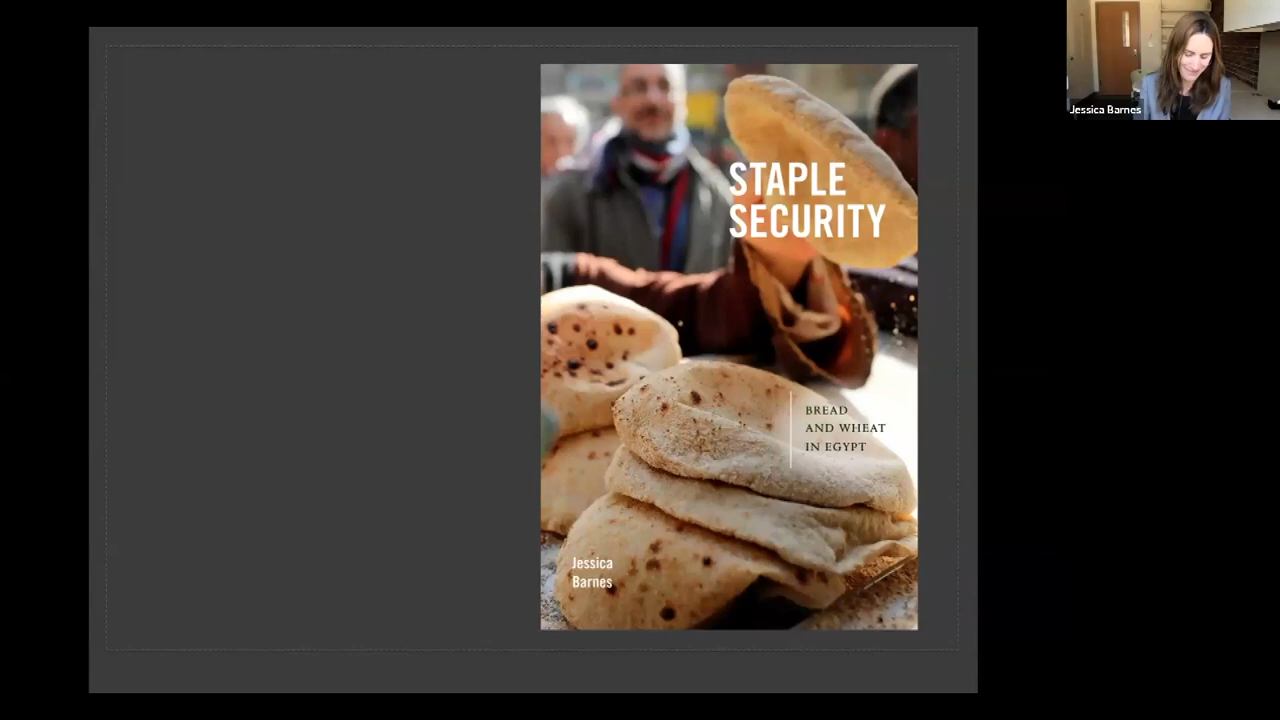 STAPLE
SECURITY
BREAD
AND WHEAT
IN EGYPT
Jessica
Barnes
Jessica Barnes